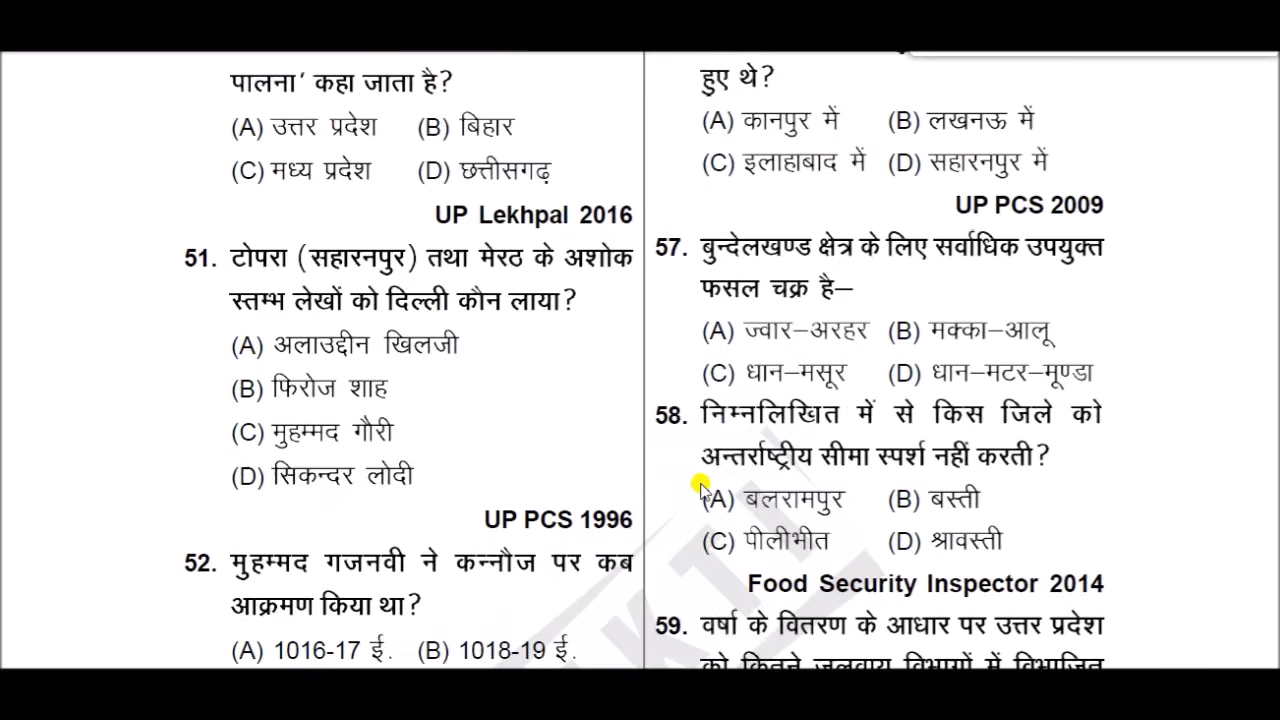 पालना' कहा जाता है?
(A) उत्तर प्रदेश (B) बिहार
(C) मध्य प्रदेश (D) छत्तीसगढ़
UP Lekhpal 2016
51. टोपरा (सहारनपुर) तथा मेरठ के अशोक
स्तम्भ लेखों को दिल्ली कौन लाया?
(A) अलाउद्दीन खिलजी
(B) फिरोज शाह
(C) मुहम्मद गौरी
(D) सिकन्दर लोदी
UP PCS 1996
52. मुहम्मद गजनवी ने कन्नौज पर कब
आक्रमण किया था?
(A) 1016-17 ई. (B) 1018-19 ई.
हुए थे?
(A) कानपुर में (B) लखनऊ में
(C) इलाहाबाद में (D) सहारनपुर में
UP PCS 2009
57. बुन्देलखण्ड क्षेत्र के लिए सर्वाधिक उपयुक्त
फसल चक्र है–
(A) ज्वार–अरहर (B) मक्का–आलू
(C) धान–मसूर (D) धान–मटर–मूण्डा
58. निम्नलिखित में से किस जिले को
अन्तर्राष्ट्रीय सीमा स्पर्श नहीं करती?
(A) बलरामपुर (B) बस्ती
(C) पीलीभीत (D) श्रावस्ती
Food Security Inspector 2014
59. वर्षा के वितरण के आधार पर उत्तर प्रदेश
को कितने जलवायु विभागों में विभाजित